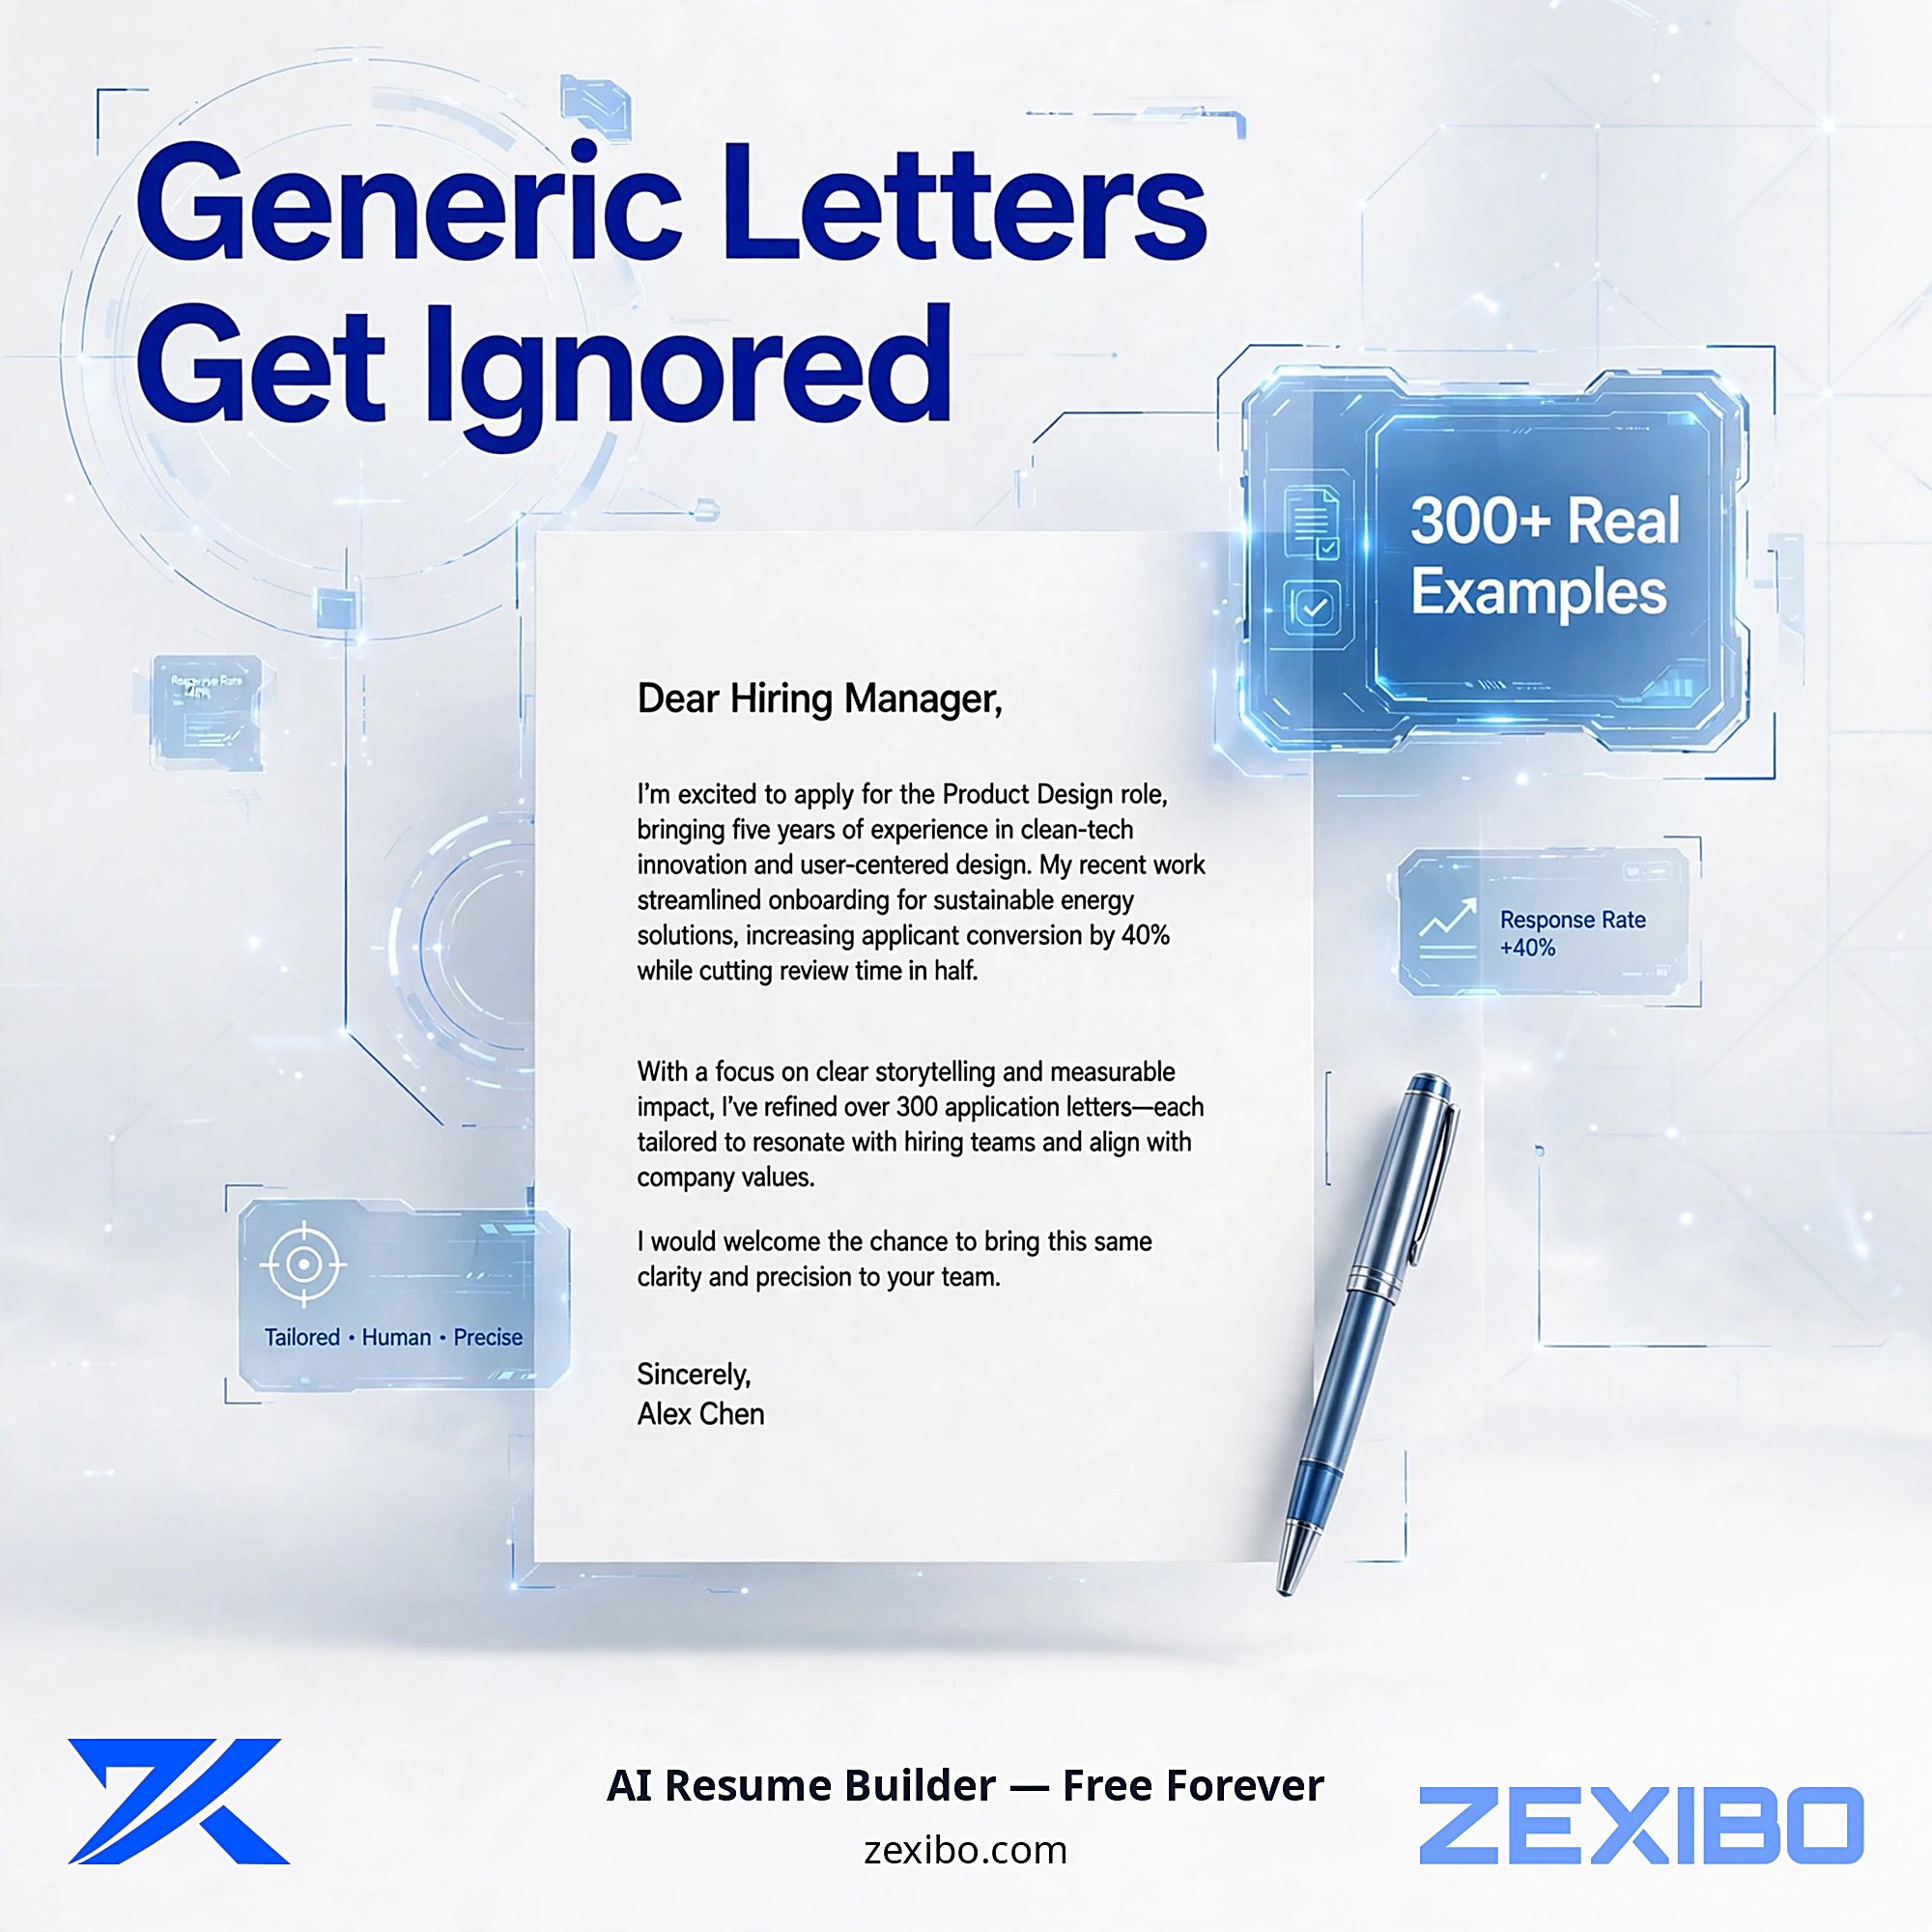 Generic Letters
Get Ignored
300+ Real
Examples
Response Rate
Dear Hiring Manager,
I'm excited to apply for the Product Design role,
bringing five years of experience in clean-tech
innovation and user-centered design. My recent work
streamlined onboarding for sustainable energy
solutions, increasing applicant conversion by 40%
while cutting review time in half.
Response Rate
+40%
With a focus on clear storytelling and measurable
impact, I've refined over 300 application letters—each
tailored to resonate with hiring teams and align with
company values.
I would welcome the chance to bring this same
clarity and precision to your team.
Tailored • Human • Precise
Sincerely,
Alex Chen
AI Resume Builder — Free Forever
zexibo.com
ZEXIBO